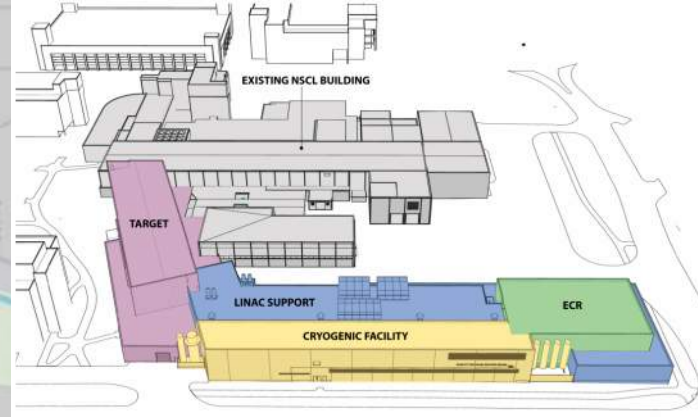 EXISTING NSCL BUILDING
TARGET
LINAC SUPPORT
ECR
CRYOGENIC FACILITY